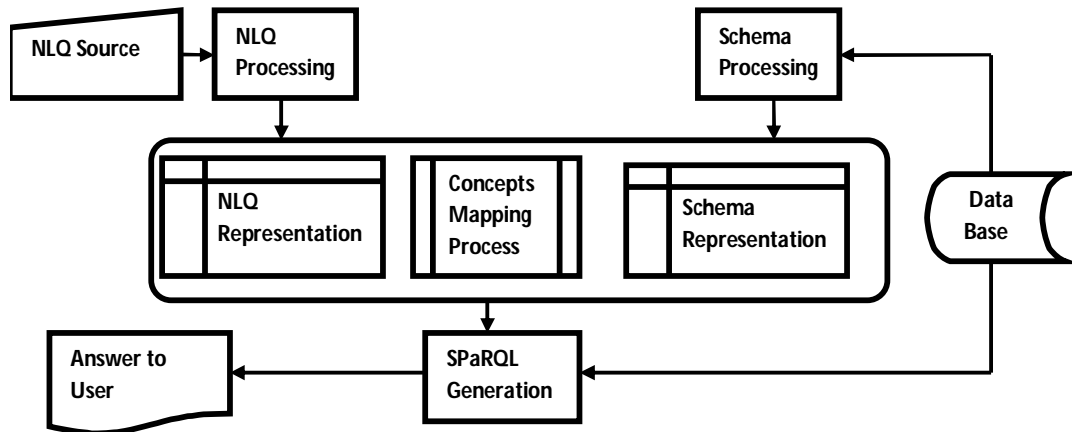 NLQ Source
NLQ
Processing
Schema
Processing
NLQ
Representation
Concepts
Mapping
Process
Schema
Representation
Data
Base
Answer to
User
SPaRQL
Generation